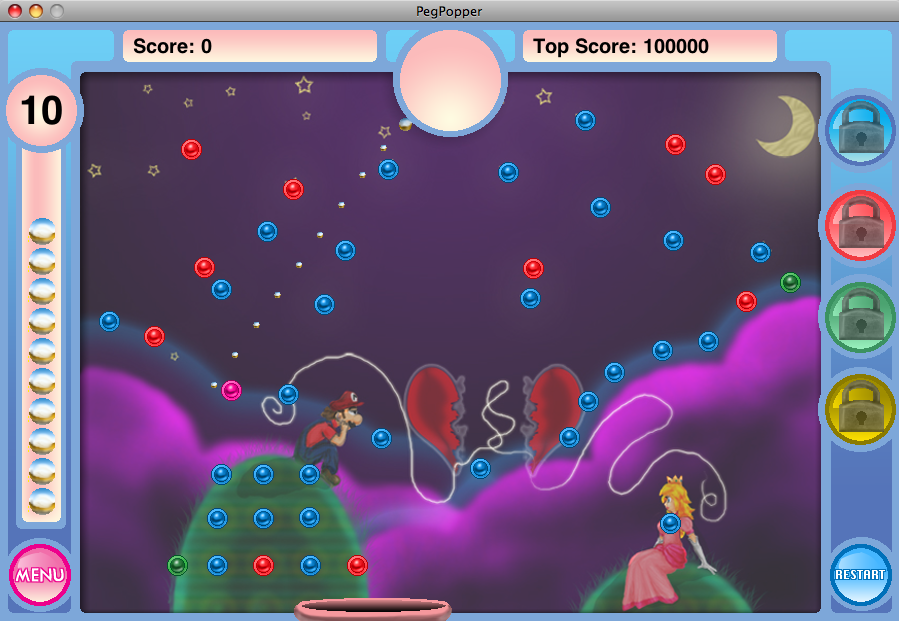 PegPopper
Score: 0
Top Score: 100000
10
MENU
RESTART